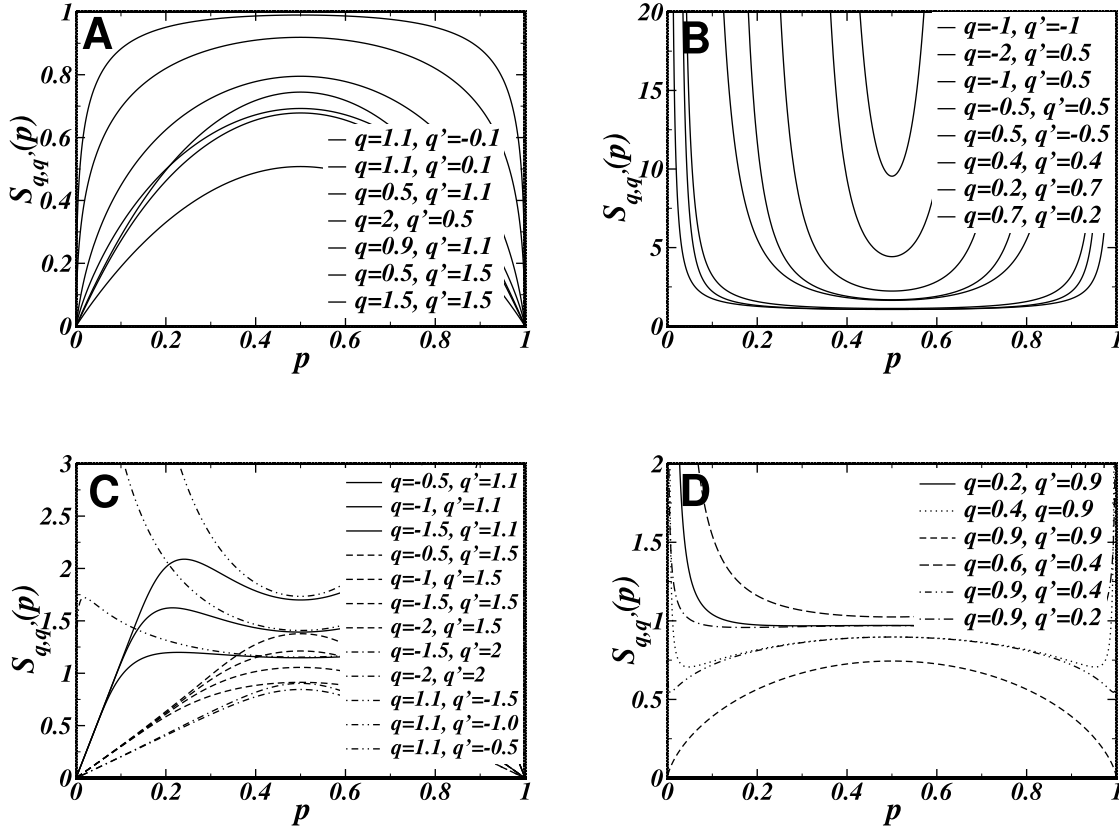 A
S_{q,q'}(p)
1
0.8
0.6
0.4
0.2
0
q=1.1, q'=-0.1
q=1.1, q'=0.1
q=0.5, q'=1.1
q=2, q'=0.5
q=0.9, q'=1.1
q=0.5, q'=1.5
q=1.5, q'=1.5
0 0.2 0.4 0.6 0.8 1
p
B
S_{q,q'}(p)
20
15
10
5
0
q=-1, q'=-1
q=-2, q'=0.5
q=-1, q'=0.5
q=-0.5, q'=0.5
q=0.5, q'=-0.5
q=0.4, q'=0.4
q=0.2, q'=0.7
q=0.7, q'=0.2
0 0.2 0.4 0.6 0.8 1
p
C
S_{q,q'}(p)
3
2.5
2
1.5
1
0.5
0
q=-0.5, q'=1.1
q=-1, q'=1.1
q=-1.5, q'=1.1
q=-0.5, q'=1.5
q=-1, q'=1.5
q=-1.5, q'=1.5
q=-2, q'=1.5
q=-1.5, q'=2
q=-2, q'=2
q=1.1, q'=-1.5
q=1.1, q'=-1.0
q=1.1, q'=-0.5
0 0.2 0.4 0.6 0.8 1
p
D
S_{q,q'}(p)
2
1.5
1
0.5
0
q=0.2, q'=0.9
q=0.4, q=0.9
q=0.9, q'=0.9
q=0.6, q'=0.4
q=0.9, q'=0.4
q=0.9, q'=0.2
0 0.2 0.4 0.6 0.8 1
p